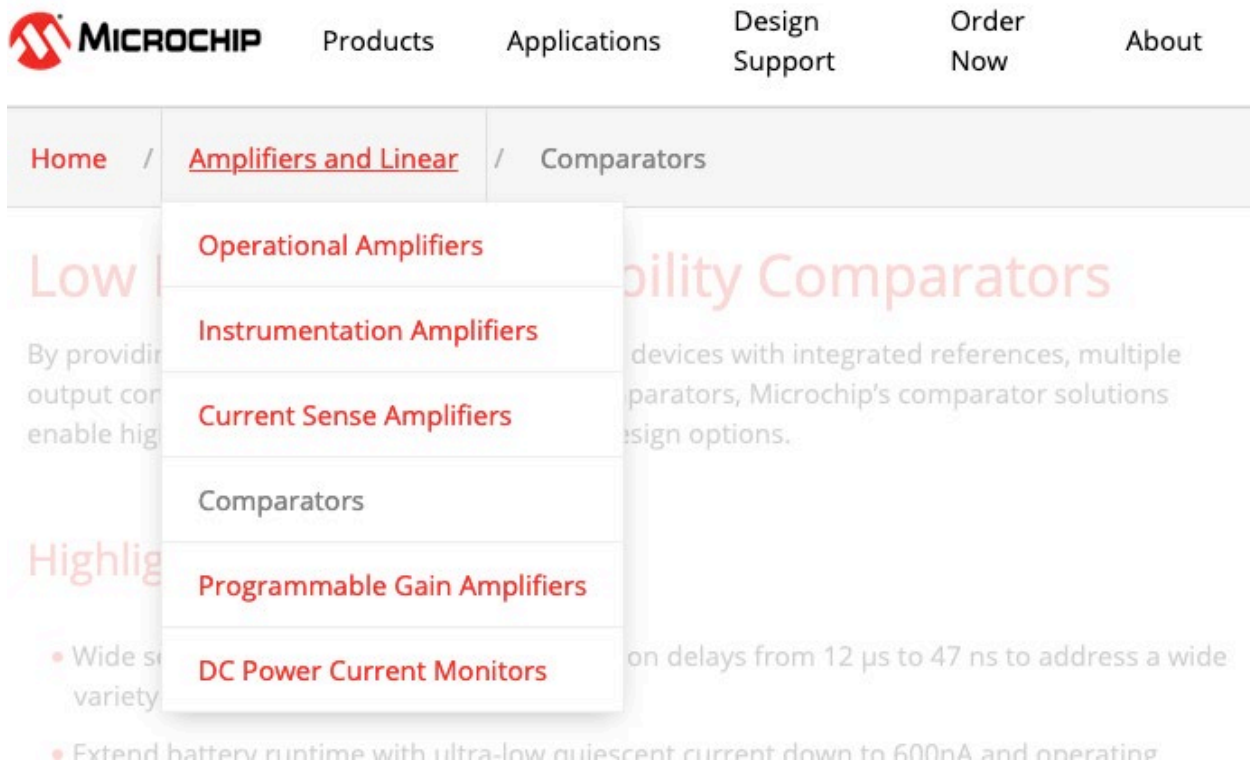 MICROCHIP
Products
Applications
Design
Support
Order
Now
About
Home / Amplifiers and Linear / Comparators
Operational Amplifiers
Instrumentation Amplifiers
Current Sense Amplifiers
Comparators
Programmable Gain Amplifiers
DC Power Current Monitors
Low bility Comparators
By providin devices with integrated references, multiple
output con parators, Microchip's comparator solutions
enable hig esign options.
Highlig
• Wide se on delays from 12 µs to 47 ns to address a wide
variety
• Extend battery runtime with ultra-low quiescent current down to 600nA and operating